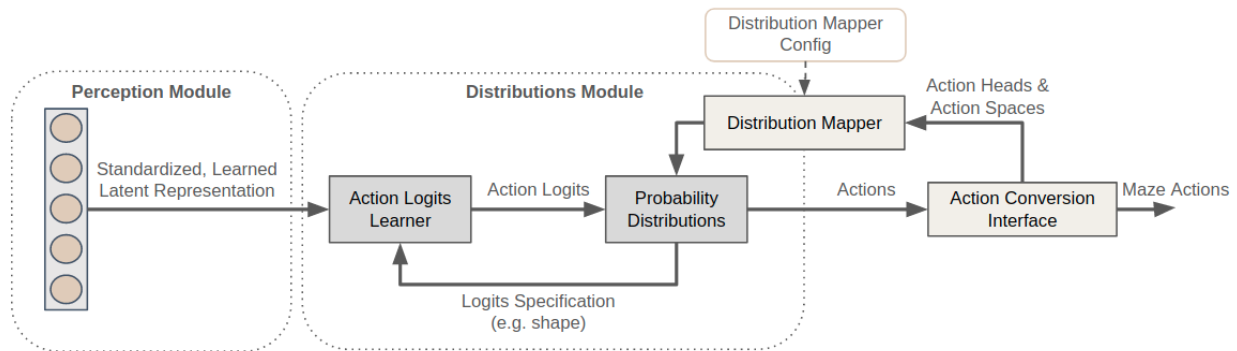 Distribution Mapper
Config
Perception Module
Distributions Module
Action Heads &
Action Spaces
Distribution Mapper
Standardized, Learned
Latent Representation
Action Logits
Learner
Action Logits
Probability
Distributions
Actions
Action Conversion
Interface
Maze Actions
Logits Specification
(e.g. shape)